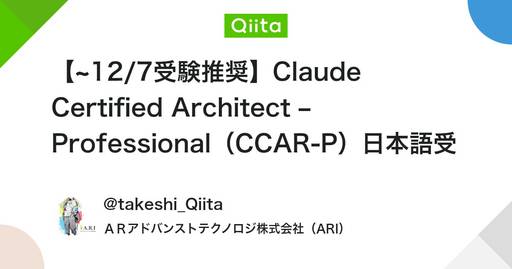 Qiita
【~12/7受験推奨】Claude
Certified Architect –
Professional（CCAR-P）日本語受
@takeshi_Qiita
ＡＲアドバンストテクノロジ株式会社（ARI）